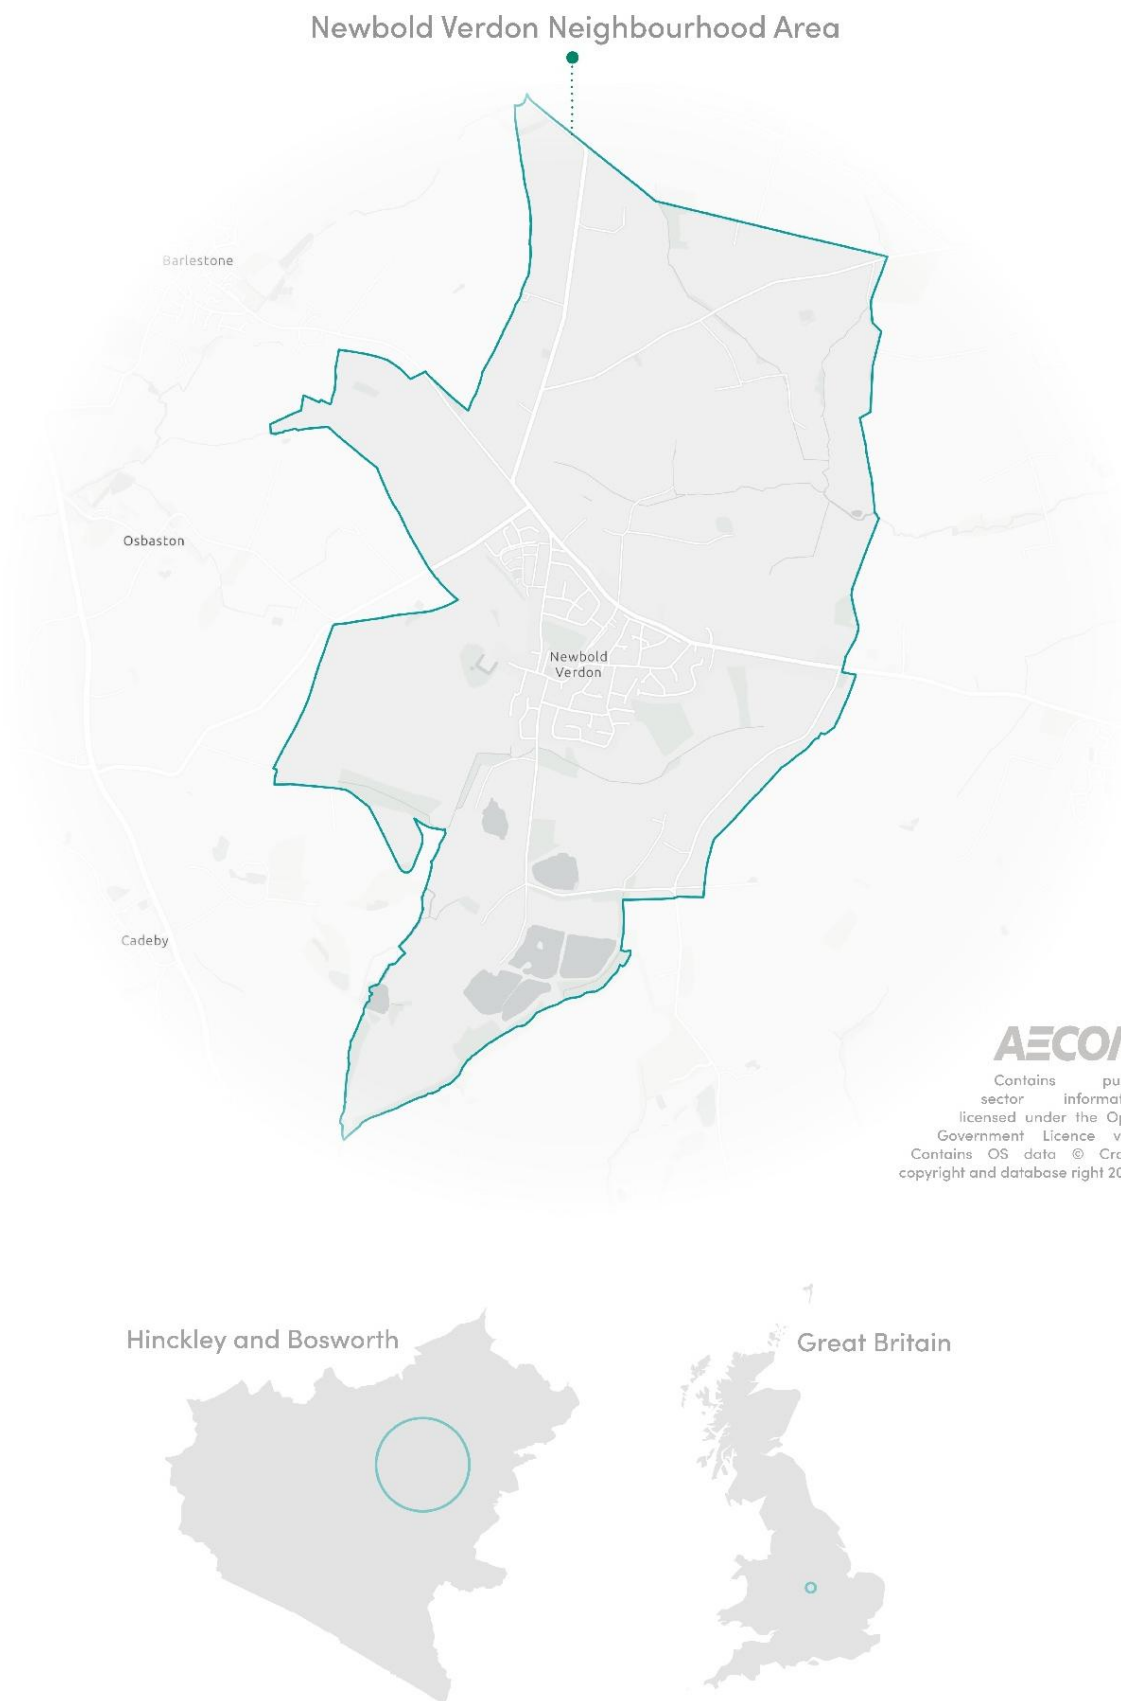 Newbold Verdon Neighbourhood Area
Barlestone
Osbaston
Newbold
Verdon
Cadeby
Contains
sector
licensed under the
Government Licence
Contains OS data ©
copyright and database right
Hinckley and Bosworth
Great Britain